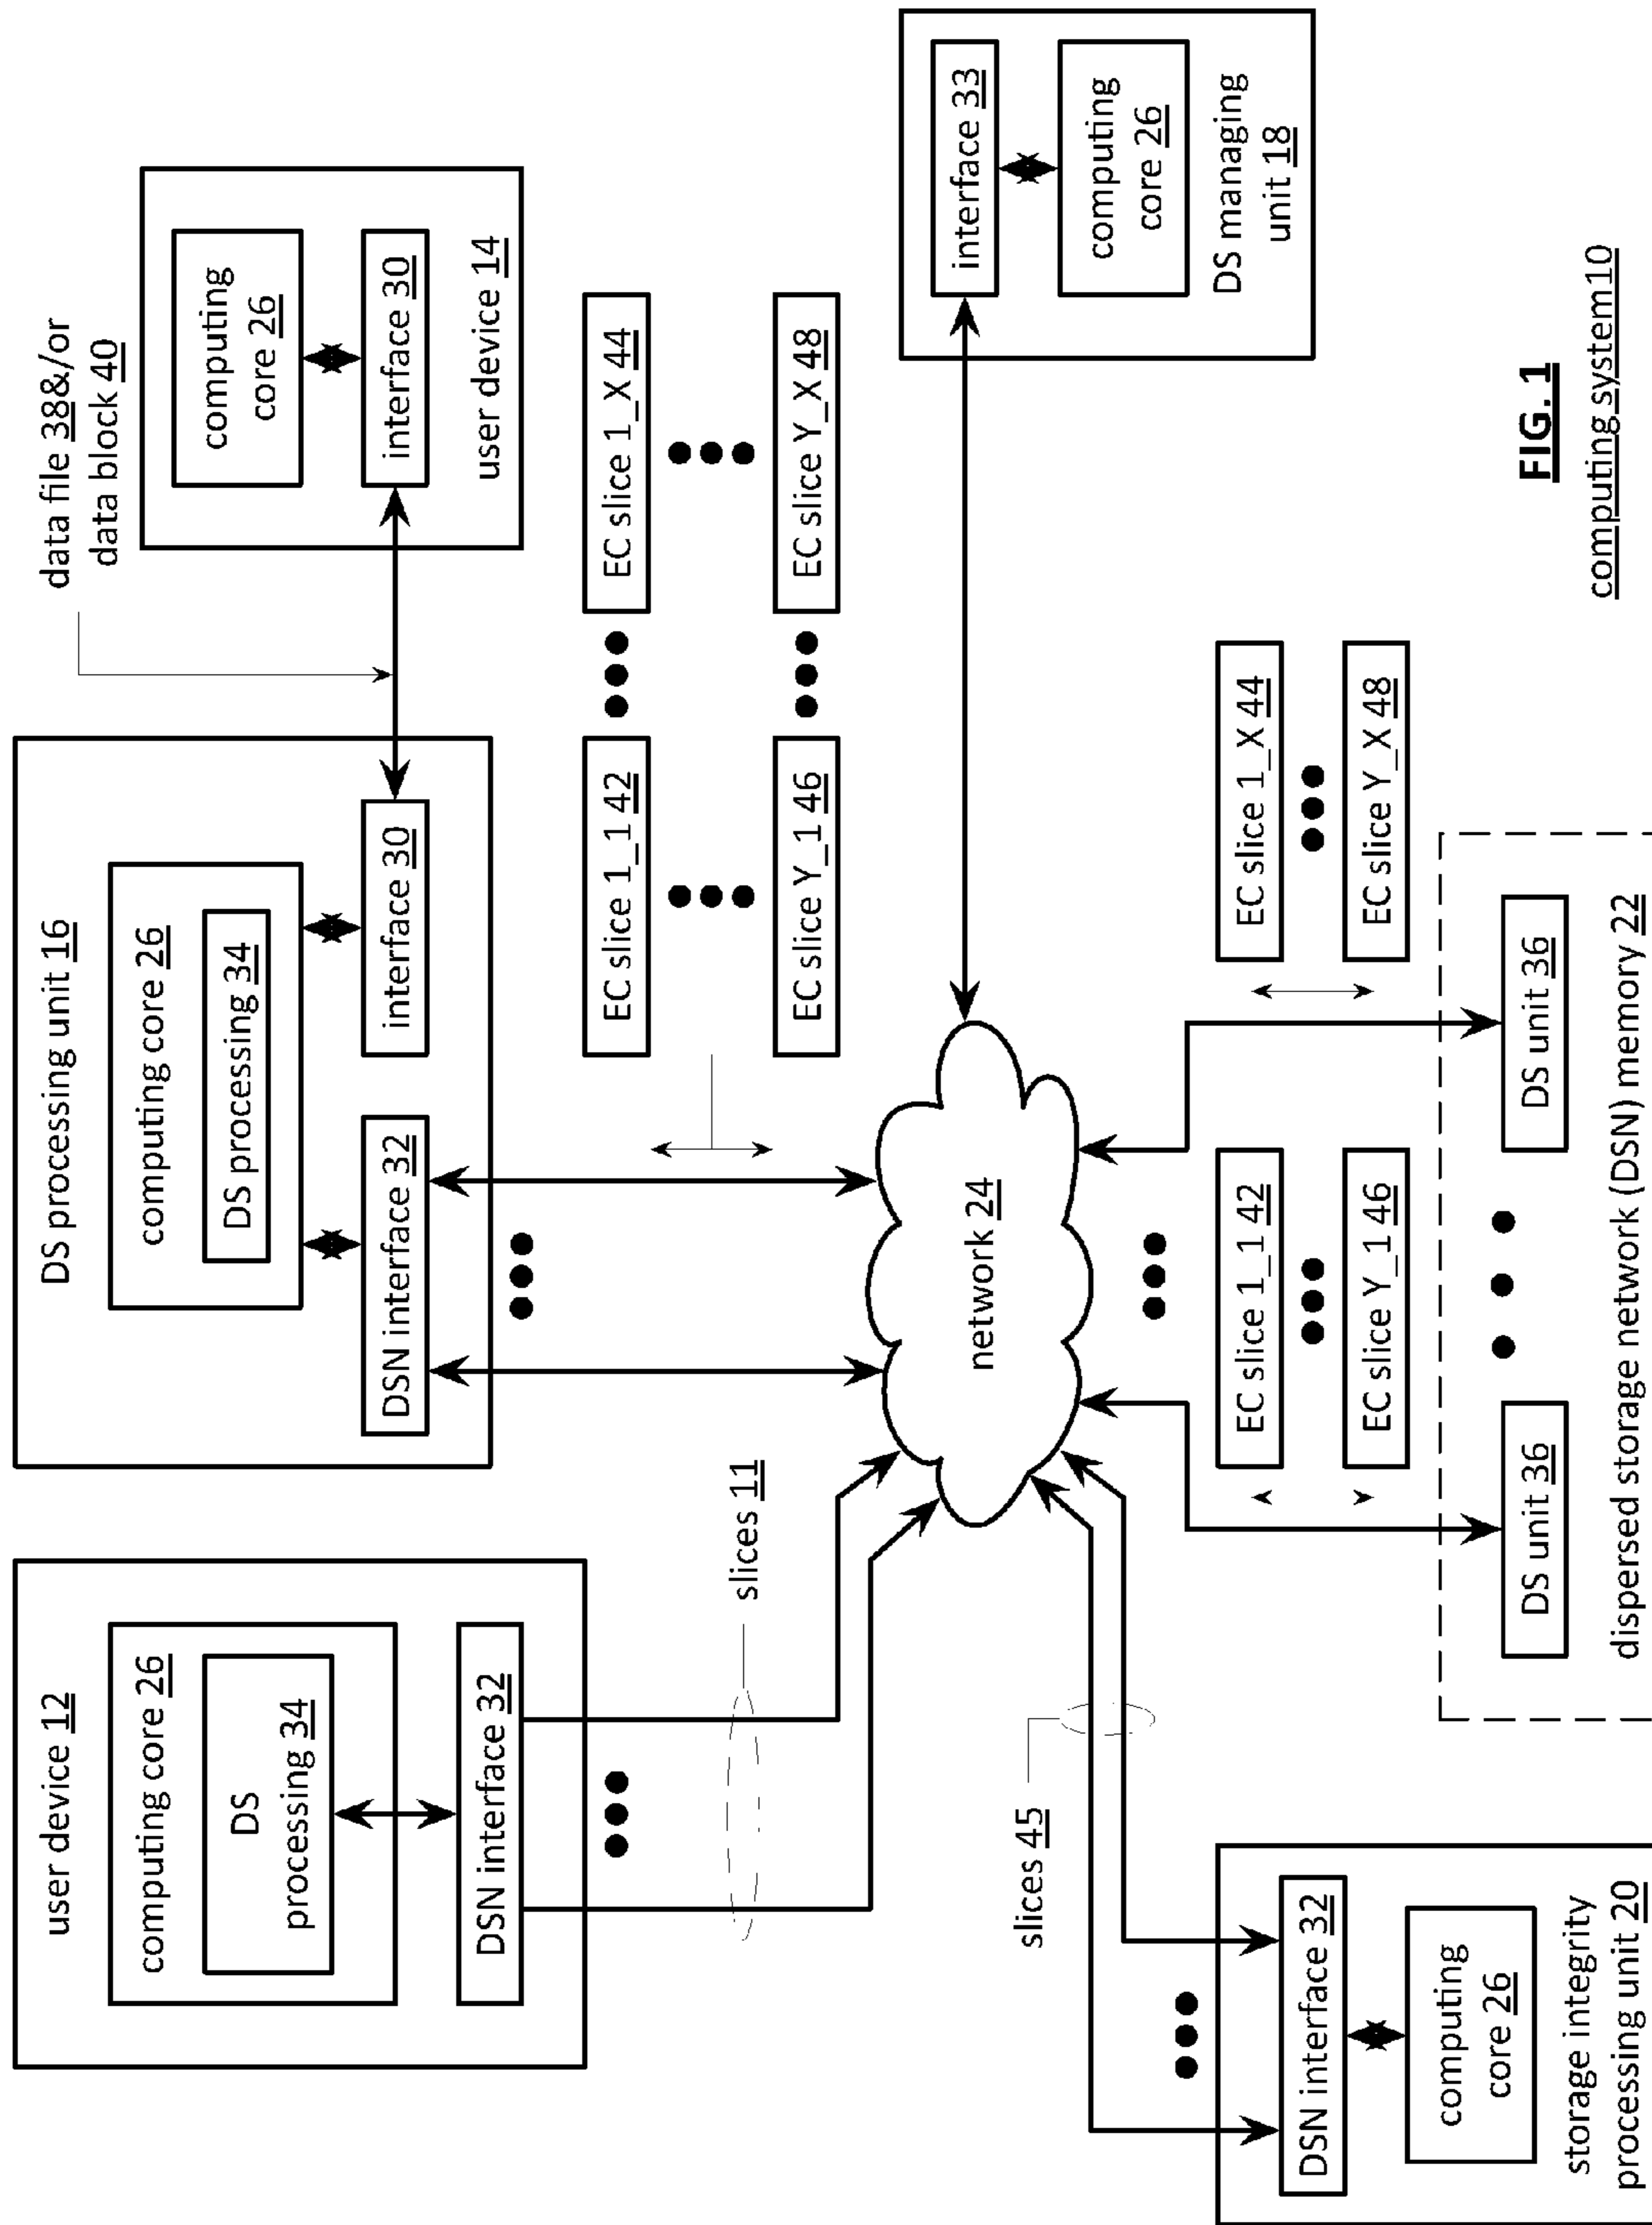 user device 12
computing core 26
DS
processing 34
DSN interface 32
slices 11
DS processing unit 16
computing core 26
DS processing 34
DSN interface 32
interface 30
data file 38&/or
data block 40
computing
core 26
interface 30
user device 14
EC slice 1_1 42
EC slice 1_X 44
EC slice Y_1 46
EC slice Y_X 48
network 24
interface 33
computing
core 26
DS managing
unit 18
slices 45
DSN interface 32
computing
core 26
storage integrity
processing unit 20
EC slice 1_1 42
EC slice Y_1 46
EC slice 1_X 44
EC slice Y_X 48
DS unit 36
DS unit 36
dispersed storage network (DSN) memory 22
FIG. 1
computing system10